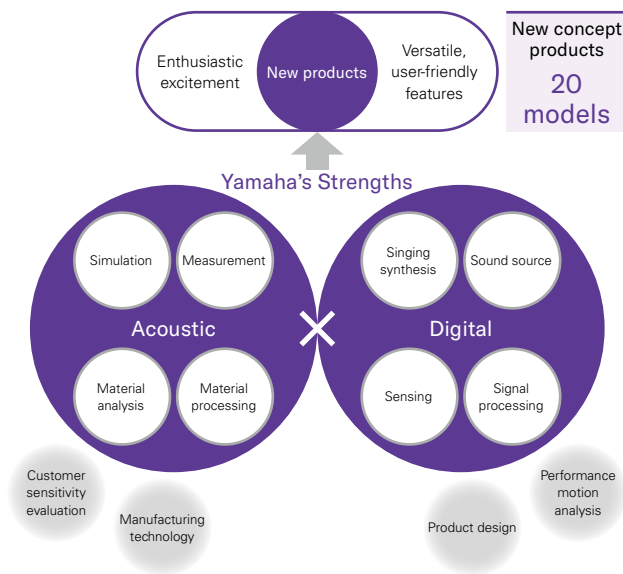 Enthusiastic
excitement
New products
Versatile,
user-friendly
features
New concept
products
20
models
Yamaha's Strengths
Simulation
Measurement
Acoustic
Material
analysis
Material
processing
Singing
synthesis
Sound source
Digital
Sensing
Signal
processing
Customer
sensitivity
evaluation
Manufacturing
technology
Product design
Performance
motion
analysis